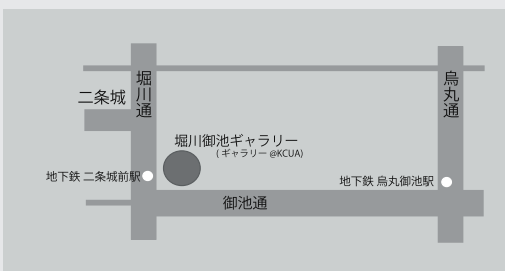 堀川通
烏丸通
二条城
堀川御池ギャラリー
( ギャラリー @KCUA)
地下鉄 二条城前駅
地下鉄 烏丸御池駅
御池通